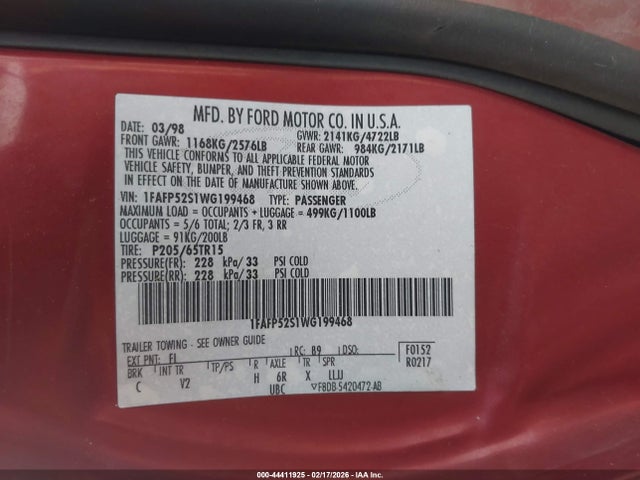 MFD. BY FORD MOTOR CO. IN U.S.A.
DATE: 03/98 GVWR: 2141KG/4722LB
FRONT GAWR: 1168KG/2576LB REAR GAWR: 984KG/2171LB
THIS VEHICLE CONFORMS TO ALL APPLICABLE FEDERAL MOTOR
VEHICLE SAFETY, BUMPER, AND THEFT PREVENTION STANDARDS
IN EFFECT ON THE DATE OF MANUFACTURE SHOWN ABOVE.
VIN: 1FAFP52S1WG199468 TYPE: PASSENGER
MAXIMUM LOAD = OCCUPANTS + LUGGAGE = 499KG/1100LB
OCCUPANTS = 5/6 TOTAL; 2/3 FR, 3 RR
LUGGAGE = 91KG/200LB
TIRE: P205/65TR15
PRESSURE(FR): 228 kPa/33 PSI COLD
PRESSURE(RR): 228 kPa/33 PSI COLD
1FAFP52S1WG199468
TRAILER TOWING - SEE OWNER GUIDE
EXT PNT: FI RC: 89 DSO: F0152
BRK INT TR TP/PS R AXLE TR SPR R0217
C V2 H 6R X LLJJ
UBC ▽F8DB-5420472-AB
000-44411925 - 02/17/2026 - COPYRIGHT IAA, INC.